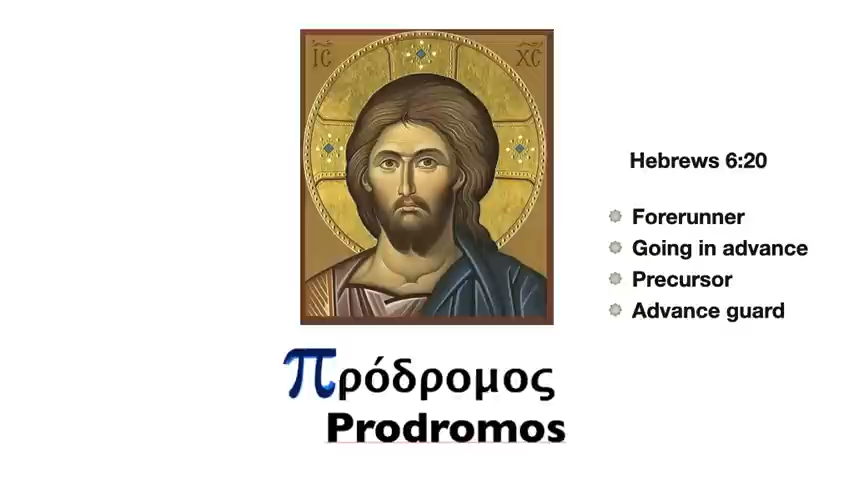 IC XC
Hebrews 6:20
Forerunner
Going in advance
Precursor
Advance guard
πρόδρομος
Prodromos